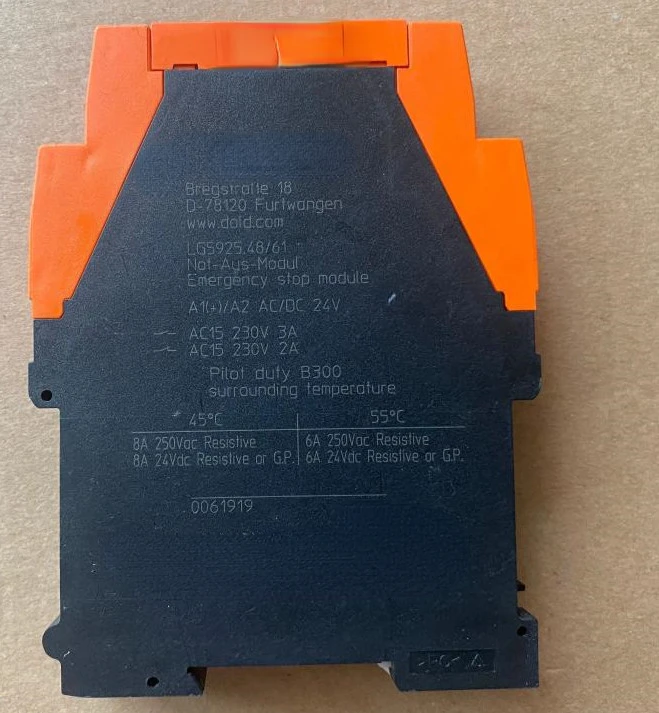 Bregstraße 18
D-78120 Furtwangen
www.dold.com
LG5925.48/61
Not-Aus-Modul
Emergency stop module
A1(+)/A2 AC/DC 24V
AC15 230V 3A
AC15 230V 2A
Pilot duty B300
surrounding temperature
45°C 55°C
8A 250Vac Resistive 6A 250Vac Resistive
8A 24Vdc Resistive or G.P. 6A 24Vdc Resistive or G.P.
0061919
>PC<